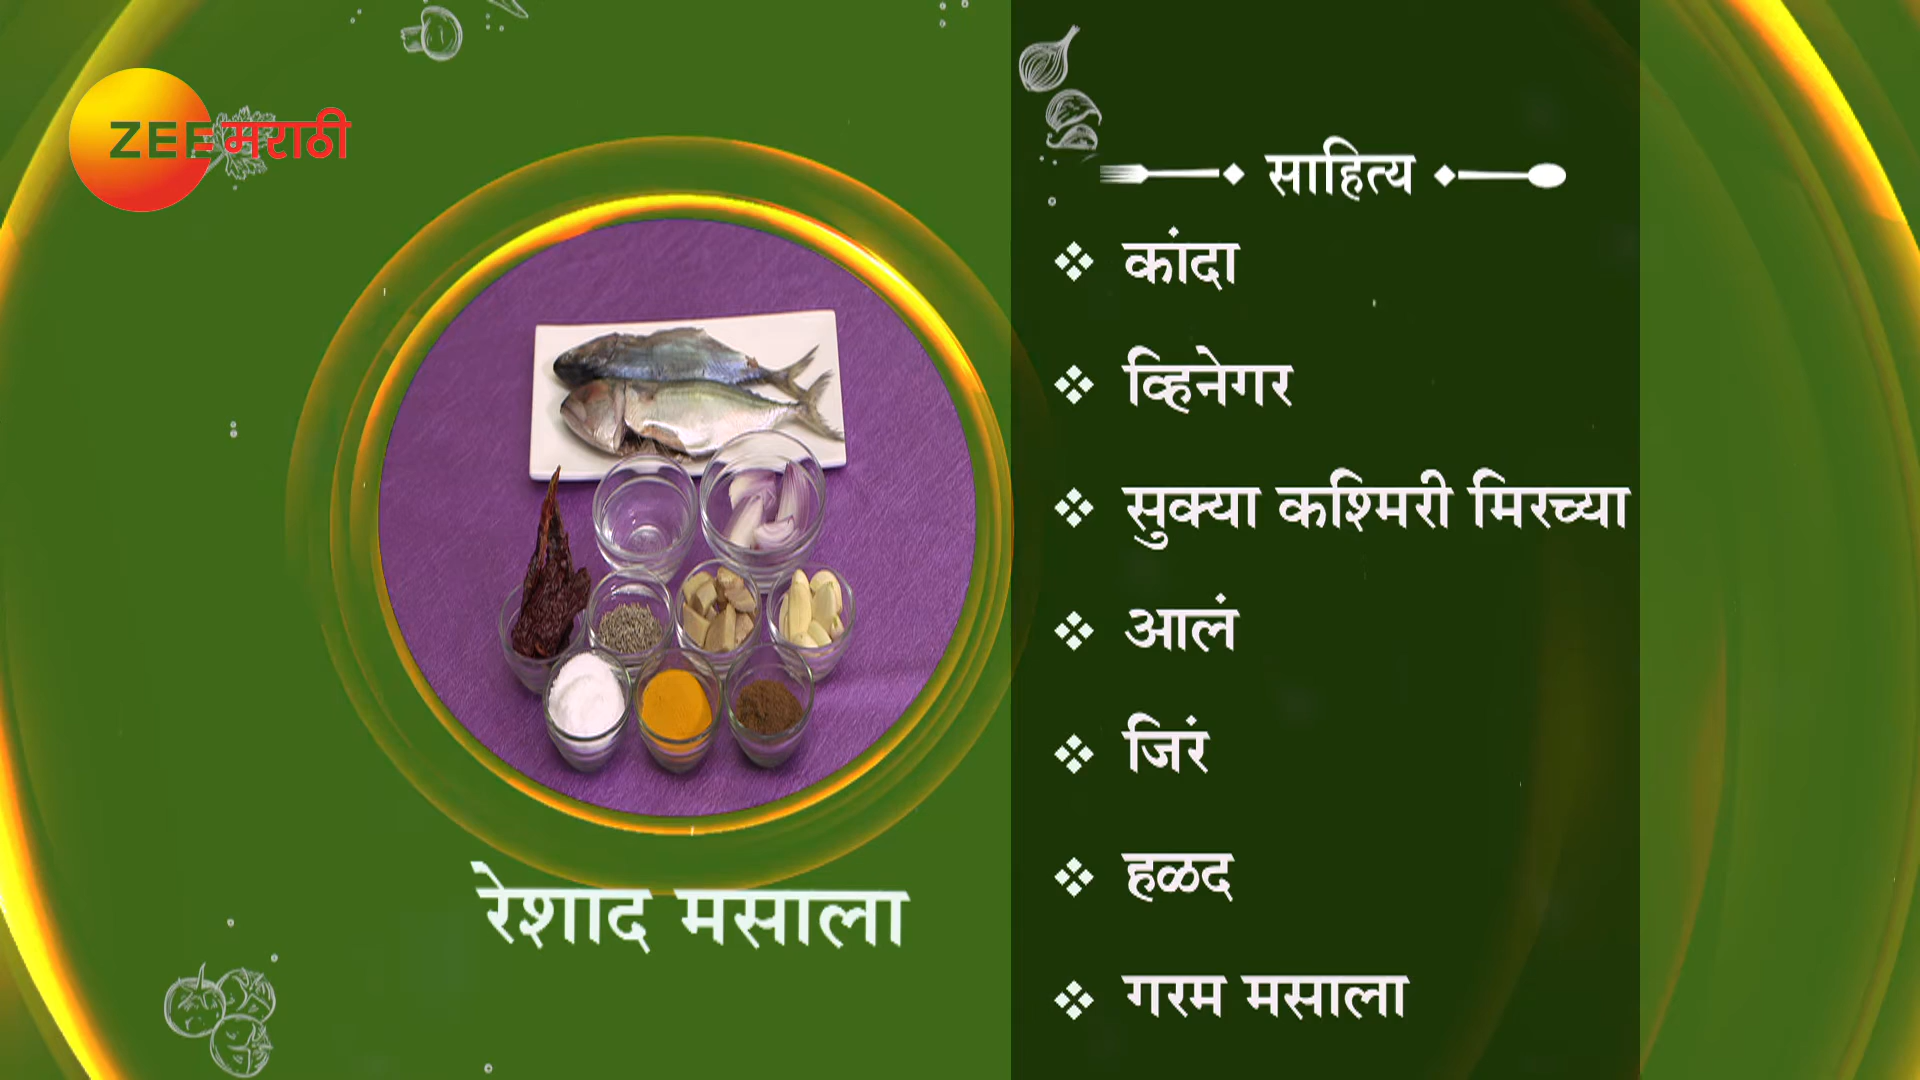 ZEE मराठी
साहित्य
कांदा
व्हिनेगर
सुक्या कश्मिरी मिरच्या
आलं
जिरं
हळद
गरम मसाला
रेशाद मसाला